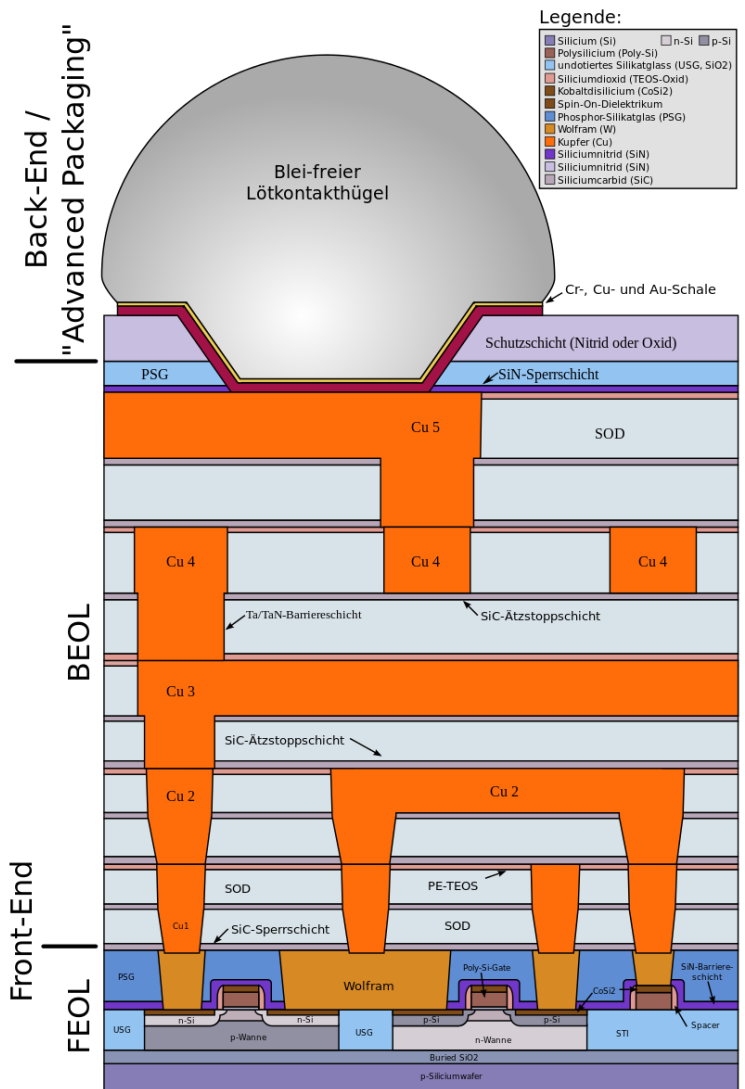 Legende:
Silicium (Si)
n-Si
p-Si
Polysilicium (Poly-Si)
undotiertes Silikatglass (USG, SiO2)
Siliciumdioxid (TEOS-Oxid)
Kobaltdisilicium (CoSi2)
Spin-On-Dielektrikum
Phosphor-Silikatglas (PSG)
Wolfram (W)
Kupfer (Cu)
Siliciumnitrid (SiN)
Siliciumnitrid (SiN)
Siliciumcarbid (SiC)
Back-End /
"Advanced Packaging"
Blei-freier
Lötkontakthügel
Cr-, Cu- und Au-Schale
Schutzschicht (Nitrid oder Oxid)
PSG
SiN-Sperrschicht
Cu 5
SOD
BEOL
Cu 4
Cu 4
Cu 4
Ta/TaN-Barriereschicht
SiC-Ätzstoppschicht
Cu 3
SiC-Ätzstoppschicht
Cu 2
Cu 2
SOD
PE-TEOS
Cu1
SiC-Sperrschicht
SOD
Front-End
FEOL
PSG
Wolfram
Poly-Si-Gate
CoSi2
SiN-Barriere-
schicht
USG
n-Si
n-Si
p-Wanne
USG
p-Si
p-Si
n-Wanne
STI
Spacer
Buried SiO2
p-Siliciumwafer